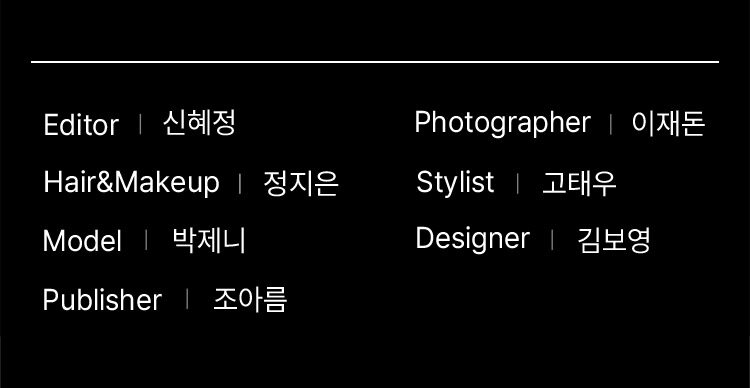 Editor | 신혜정
Photographer | 이재돈
Hair&Makeup | 정지은
Stylist | 고태우
Model | 박제니
Designer | 김보영
Publisher | 조아름